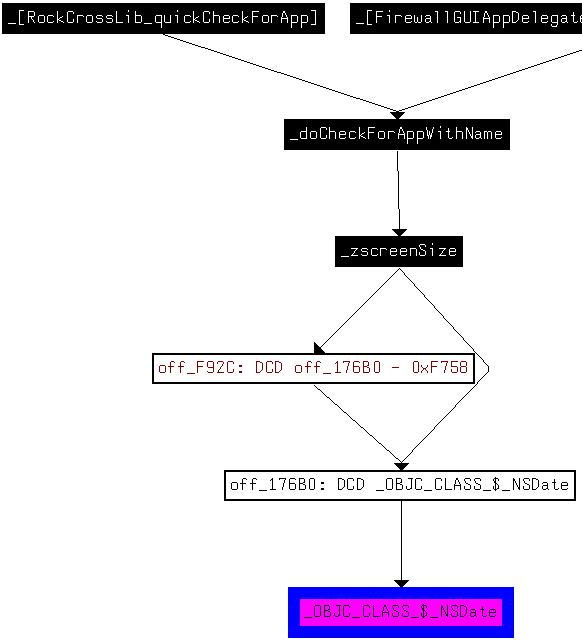 _[RockCrossLib_quickCheckForApp]
_[FirewallGUIAppDelegate
_doCheckForAppWithName
_zscreenSize
off_F92C: DCD off_176B0 - 0xF758
off_176B0: DCD _OBJC_CLASS_$_NSDate
_OBJC_CLASS_$_NSDate